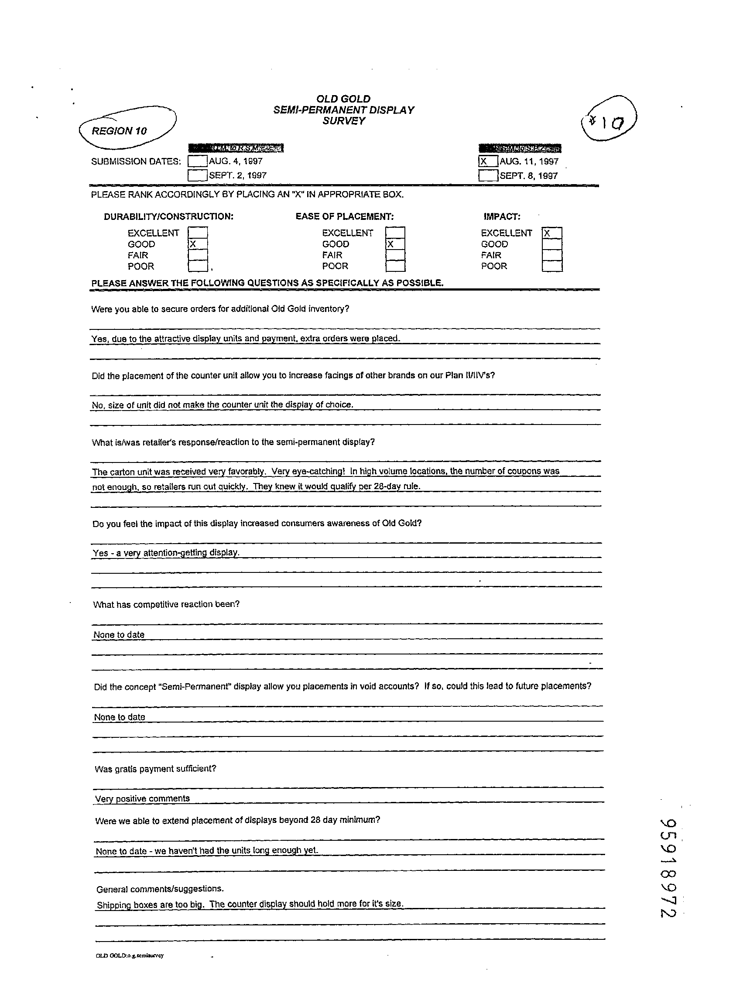 OLD GOLD
SEMI-PERMANENT DISPLAY
SURVEY
REGION 10
*10
SUBMISSION DATES: AUG. 4, 1997 X AUG. 11, 1997
SEPT. 2, 1997 SEPT. 8, 1997
PLEASE RANK ACCORDINGLY BY PLACING AN "X" IN APPROPRIATE BOX.
DURABILITY/CONSTRUCTION: EASE OF PLACEMENT: IMPACT:
EXCELLENT EXCELLENT EXCELLENT X
GOOD X GOOD X GOOD
FAIR FAIR FAIR
POOR POOR POOR
PLEASE ANSWER THE FOLLOWING QUESTIONS AS SPECIFICALLY AS POSSIBLE.
Were you able to secure orders for additional Old Gold inventory?
Yes, due to the attractive display units and payment, extra orders were placed.
Did the placement of the counter unit allow you to increase facings of other brands on our Plan II/IIV's?
No, size of unit did not make the counter unit the display of choice.
What is/was retailer's response/reaction to the semi-permanent display?
The carton unit was received very favorably. Very eye-catching! In high volume locations, the number of coupons was
not enough, so retailers run out quickly. They knew it would qualify per 28-day rule.
Do you feel the impact of this display increased consumers awareness of Old Gold?
Yes - a very attention-getting display.
What has competitive reaction been?
None to date
Did the concept "Semi-Permanent" display allow you placements in void accounts? If so, could this lead to future placements?
None to date
Was gratis payment sufficient?
Very positive comments
Were we able to extend placement of displays beyond 28 day minimum?
None to date - we haven't had the units long enough yet.
General comments/suggestions.
Shipping boxes are too big. The counter display should hold more for it's size.
OLD GOLD:o.g.semisurvey
95918972